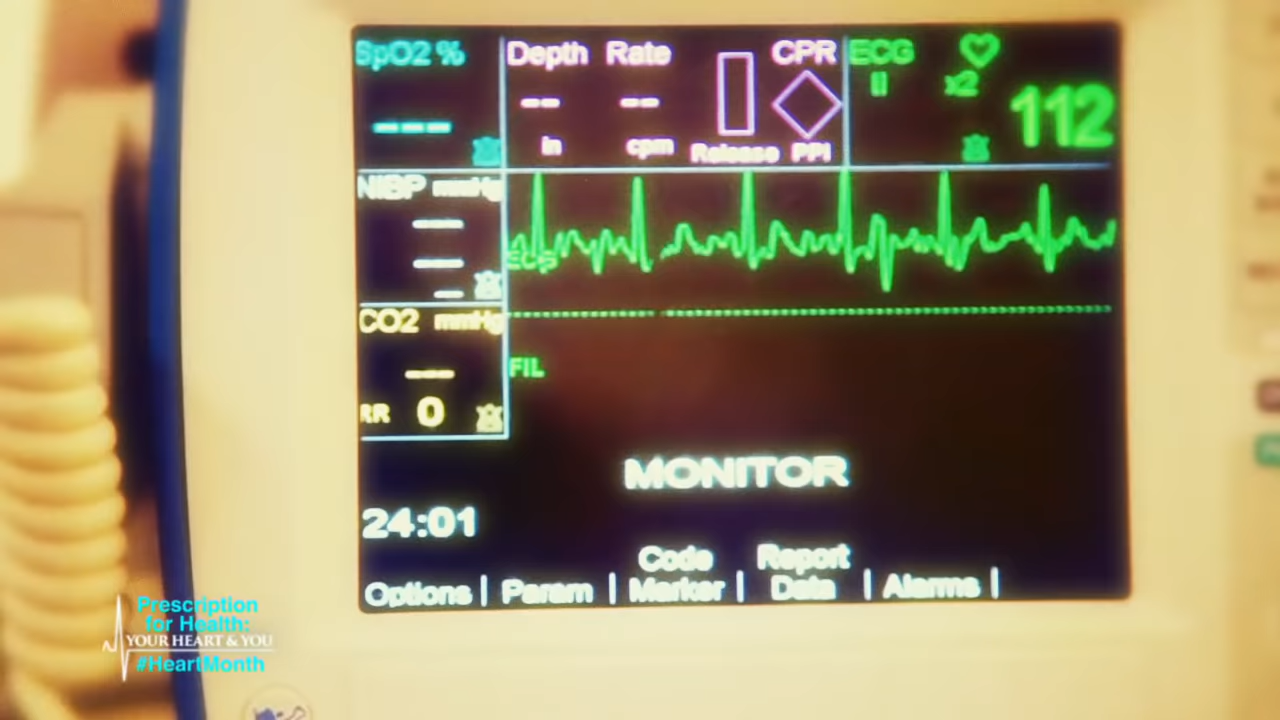 SpO2 %
---
Depth Rate CPR
-- --
in cpm Release PPI
ECG
II x2
112
NIBP mmHg
---
---
--
ECG
CO2 mmHg
---
RR 0
FIL
MONITOR
24:01
Options | Param | Code Marker | Report Data | Alarms |
Prescription
for Health:
YOUR HEART & YOU
#HeartMonth